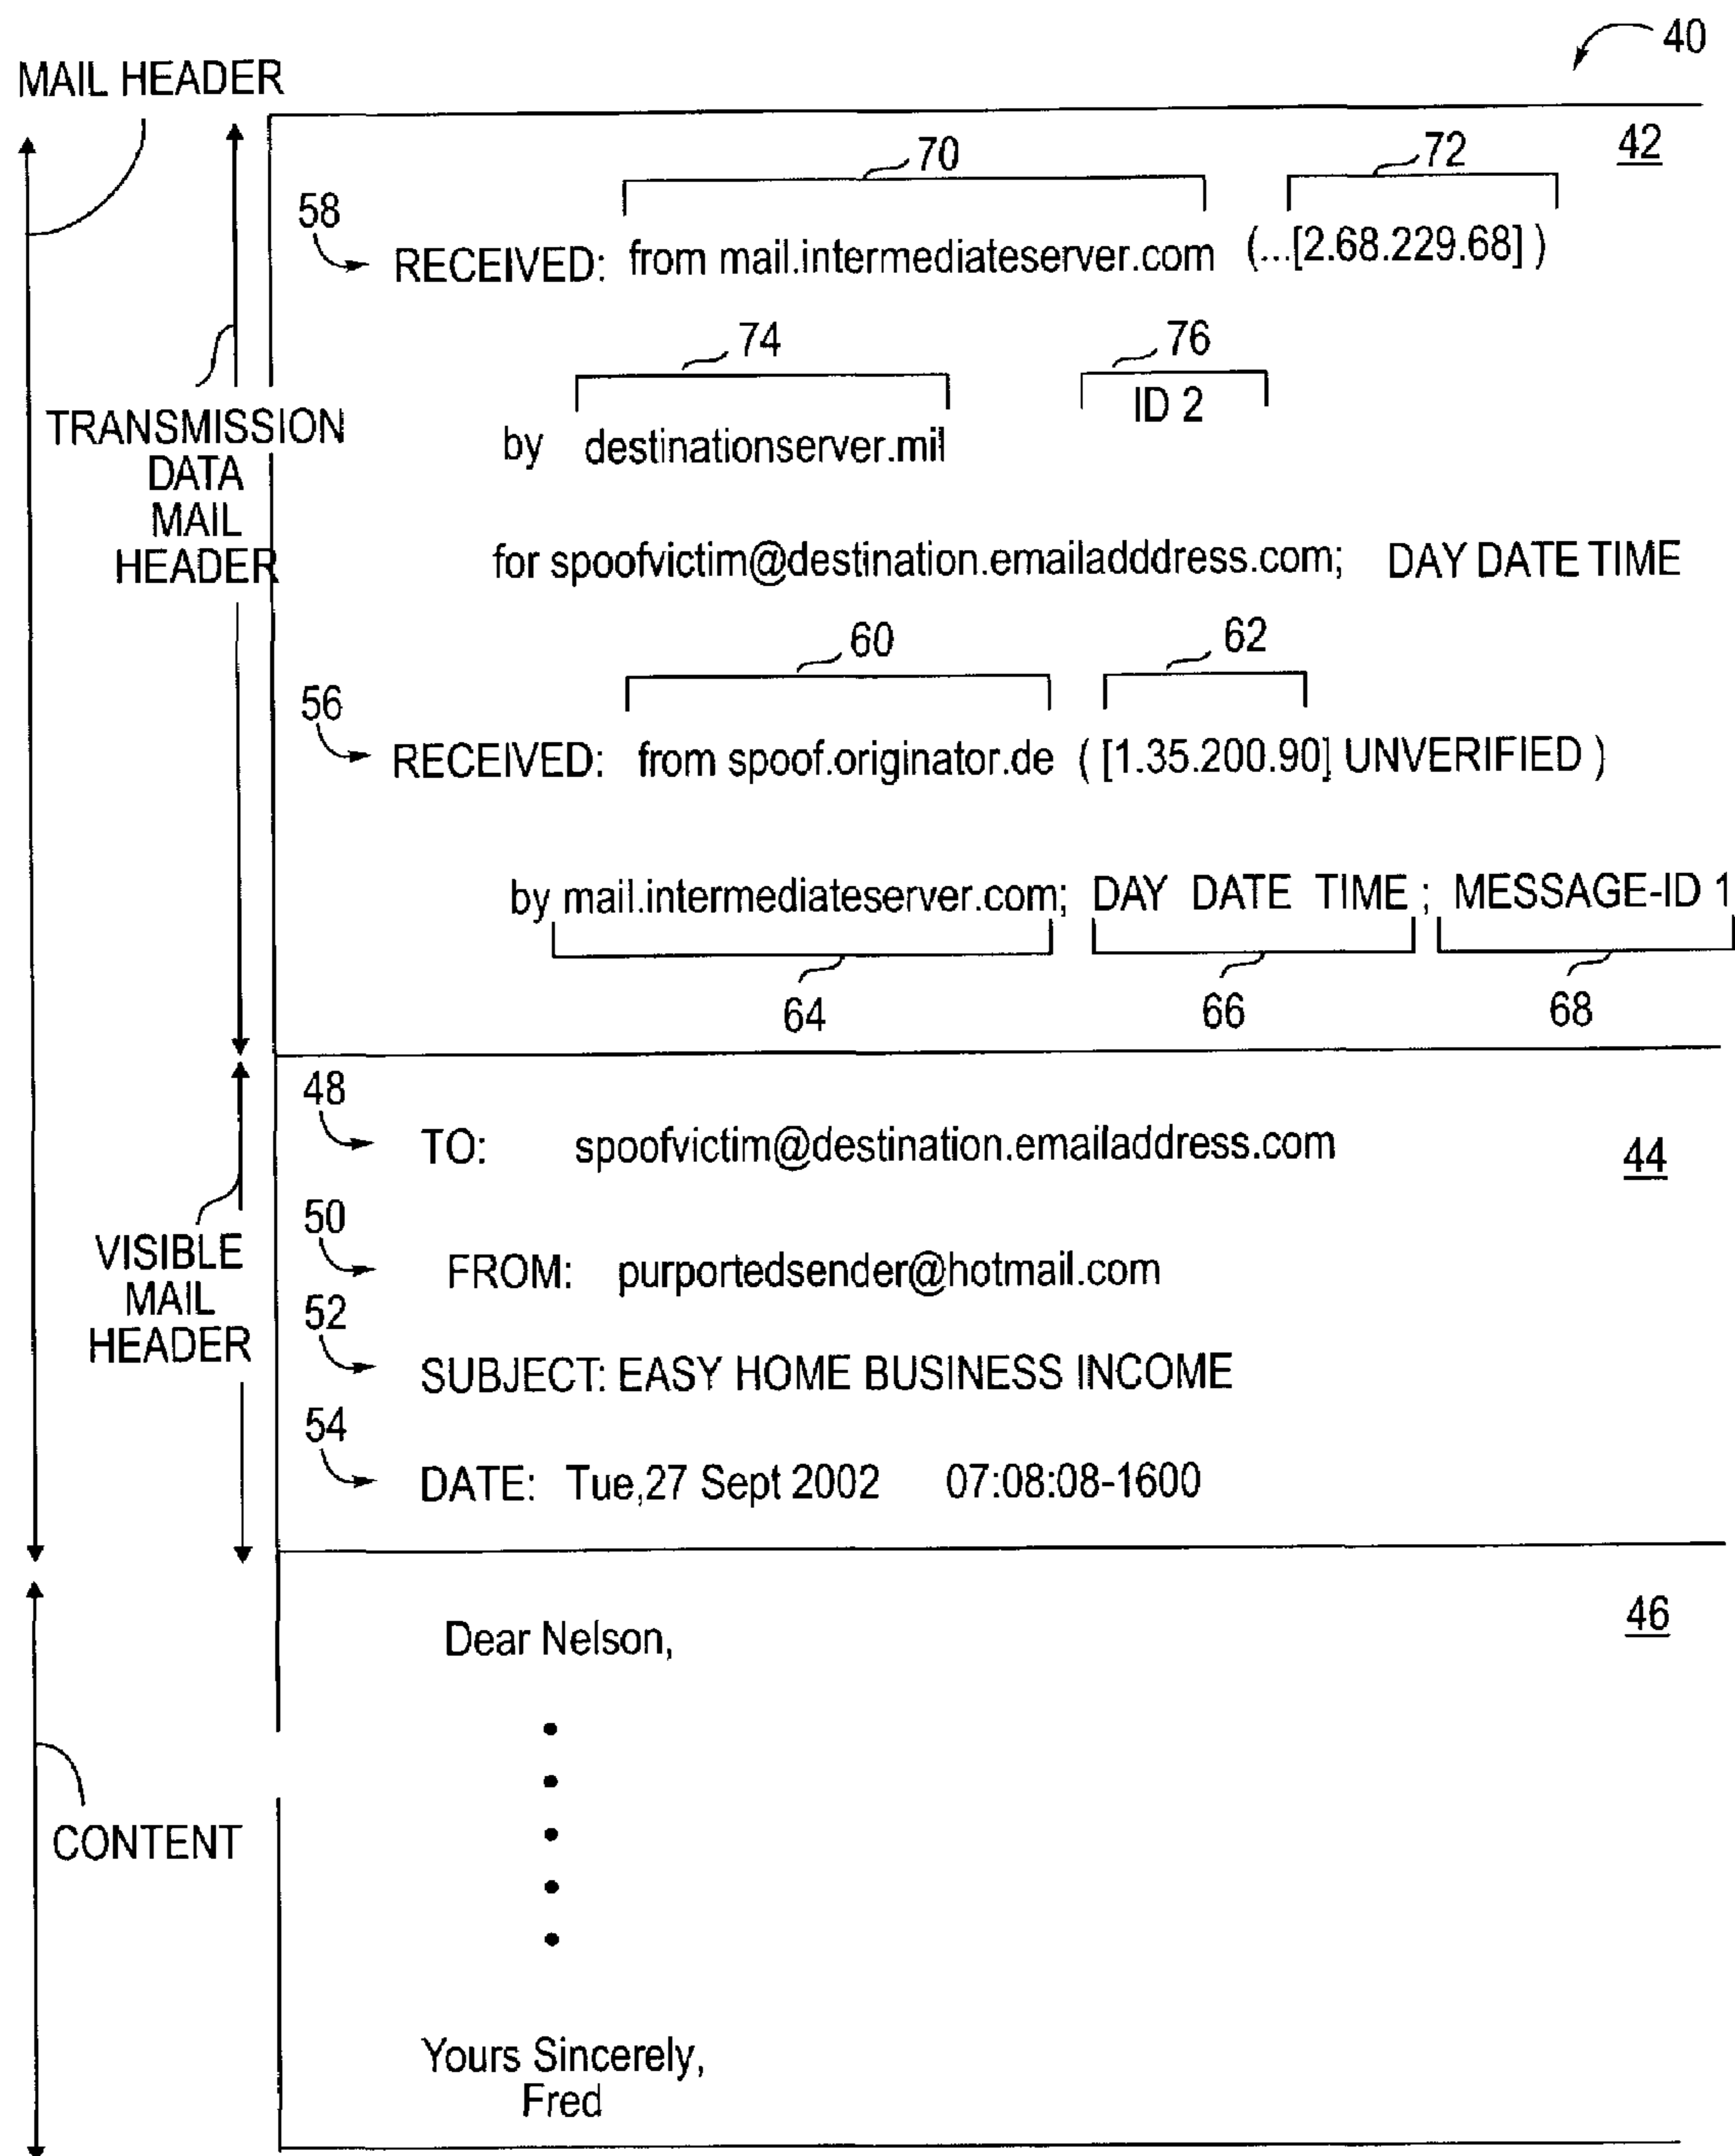 40
MAIL HEADER
42
70
72
58
RECEIVED: from mail.intermediateserver.com (...[2.68.229.68] )
74
76
ID 2
by destinationserver.mil
TRANSMISSION
DATA
MAIL
HEADER
for spoofvictim@destination.emailadddress.com; DAY DATE TIME
60
62
56
RECEIVED: from spoof.originator.de ( [1.35.200.90] UNVERIFIED )
by mail.intermediateserver.com; DAY DATE TIME ; MESSAGE-ID 1
64
66
68
48
TO: spoofvictim@destination.emailaddress.com
44
50
FROM: purportedsender@hotmail.com
VISIBLE
MAIL
HEADER
52
SUBJECT: EASY HOME BUSINESS INCOME
54
DATE: Tue,27 Sept 2002 07:08:08-1600
46
Dear Nelson,
CONTENT
Yours Sincerely,
Fred